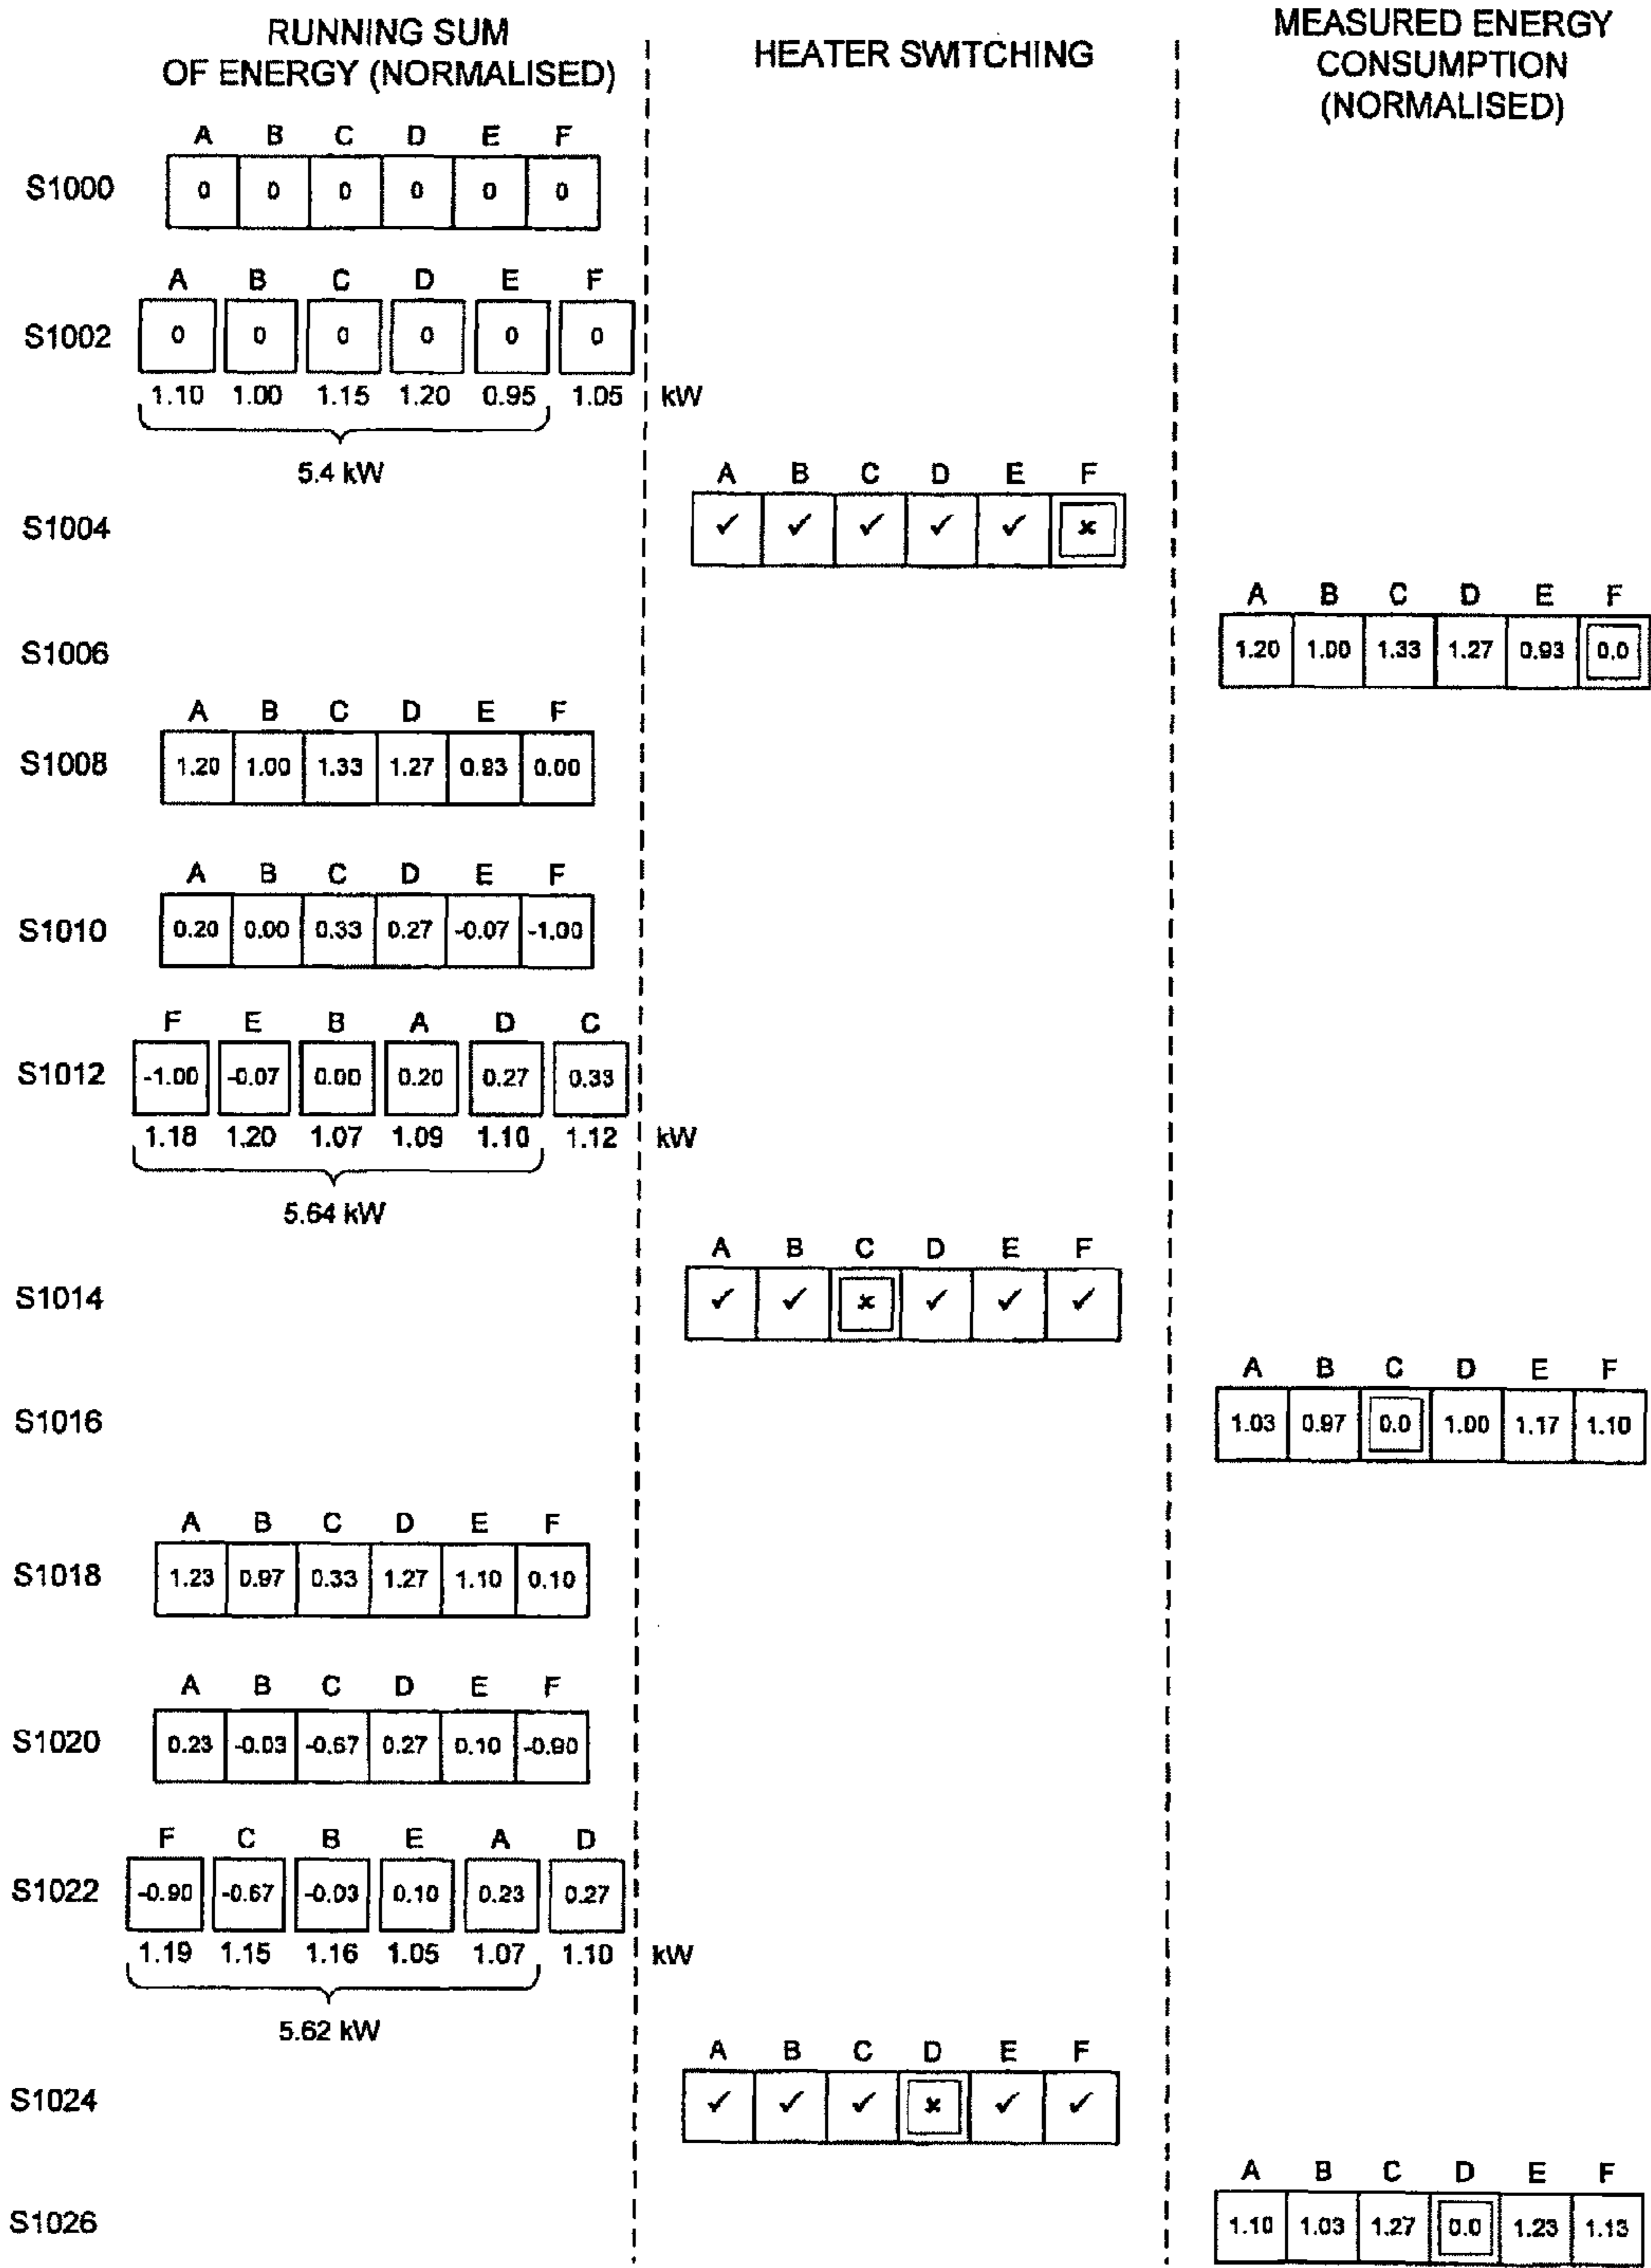 RUNNING SUM
OF ENERGY (NORMALISED)
HEATER SWITCHING
MEASURED ENERGY
CONSUMPTION
(NORMALISED)
A B C D E F
S1000 0 0 0 0 0 0
A B C D E F
S1002 0 0 0 0 0 0
1.10 1.00 1.15 1.20 0.95 1.05 kW
5.4 kW
A B C D E F
S1004 ✓ ✓ ✓ ✓ ✓ x
A B C D E F
S1006 1.20 1.00 1.33 1.27 0.93 0.0
A B C D E F
S1008 1.20 1.00 1.33 1.27 0.93 0.00
A B C D E F
S1010 0.20 0.00 0.33 0.27 -0.07 -1.00
F E B A D C
S1012 -1.00 -0.07 0.00 0.20 0.27 0.33
1.18 1.20 1.07 1.09 1.10 1.12 kW
5.64 kW
A B C D E F
S1014 ✓ ✓ x ✓ ✓ ✓
A B C D E F
S1016 1.03 0.97 0.0 1.00 1.17 1.10
A B C D E F
S1018 1.23 0.97 0.33 1.27 1.10 0.10
A B C D E F
S1020 0.23 -0.03 -0.67 0.27 0.10 -0.90
F C B E A D
S1022 -0.90 -0.67 -0.03 0.10 0.23 0.27
1.19 1.15 1.16 1.05 1.07 1.10 kW
5.62 kW
A B C D E F
S1024 ✓ ✓ ✓ x ✓ ✓
A B C D E F
S1026 1.10 1.03 1.27 0.0 1.23 1.13